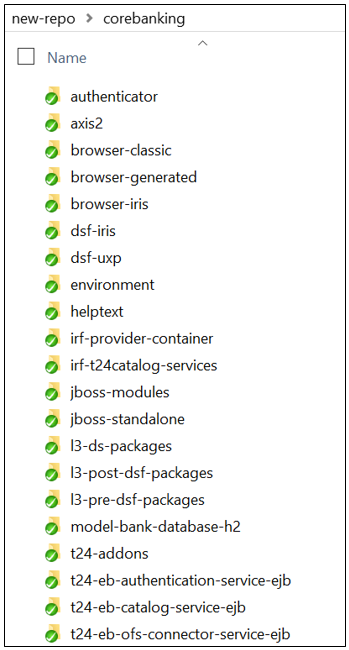 new-repo > corebanking
Name
authenticator
axis2
browser-classic
browser-generated
browser-iris
dsf-iris
dsf-uxp
environment
helptext
irf-provider-container
irf-t24catalog-services
jboss-modules
jboss-standalone
l3-ds-packages
l3-post-dsf-packages
l3-pre-dsf-packages
model-bank-database-h2
t24-addons
t24-eb-authentication-service-ejb
t24-eb-catalog-service-ejb
t24-eb-ofs-connector-service-ejb